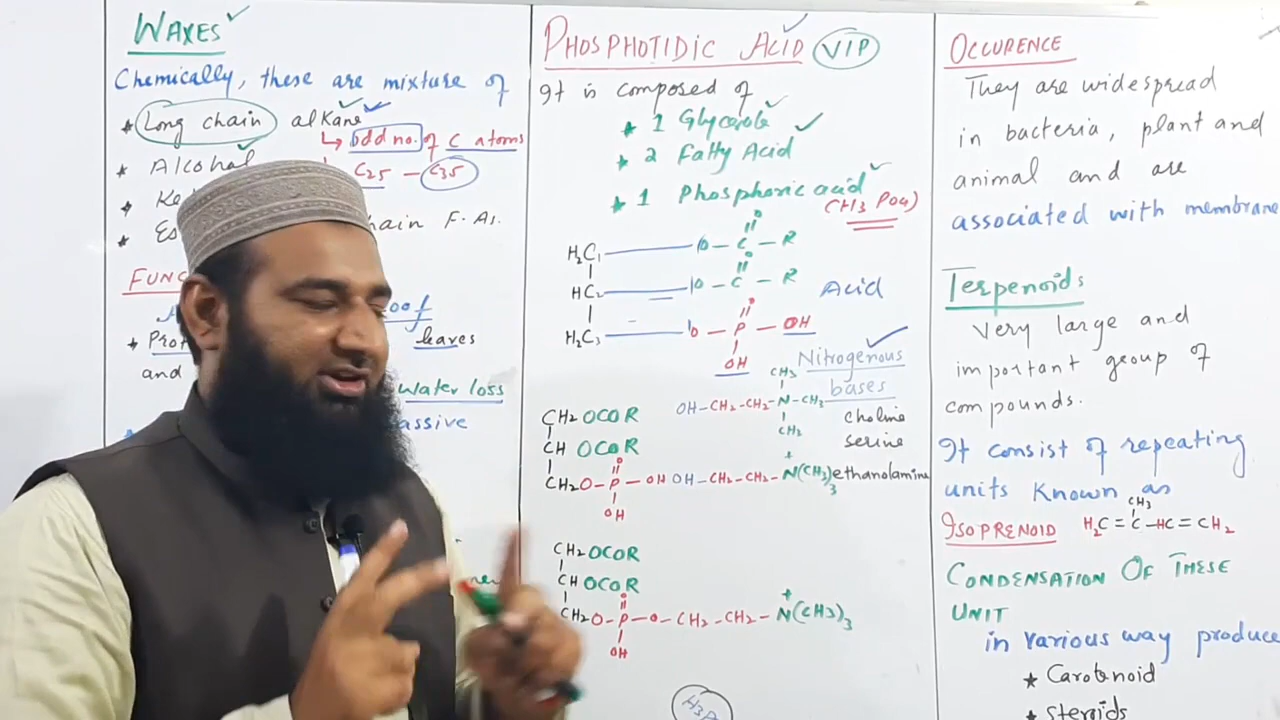 WAXES
Chemically, these are mixture of
* Long chain alkane
↳ odd no. of C atoms
* Alcohol
C25 – C35
* Ke
* Es
chain F.As.
FUNC
oof
* Prot
leaves
and
water loss
assive
PHOSPHOTIDIC ACID VIP
It is composed of
* 1 Glycerole
* 2 Fatty Acid
* 1 Phosphoric acid
(H3 PO4)
O
H2C1 O – C – R
O
HC2 O – C – R
Acid
O
H2C3 O – P – OH
OH
Nitrogenous
bases
CH3
OH–CH2–CH2–N–CH3
CH3
choline
serine
ethanolamine
CH2 OCOR
CH OCOR
O
CH2O–P–OH OH–CH2–CH2–N+(CH3)3
OH
CH2 OCOR
CH OCOR
O
CH2O–P–O–CH2–CH2–N+(CH3)3
OH
OCCURENCE
They are widespread
in bacteria, plant and
animal and are
associated with membrane
Terpenoids
Very large and
important group of
compounds.
It consist of repeating
units known as
CH3
ISOPRENOID H2C=C–HC=CH2
CONDENSATION OF THESE
UNIT
in various way produce
* Carotenoid
* Steroids